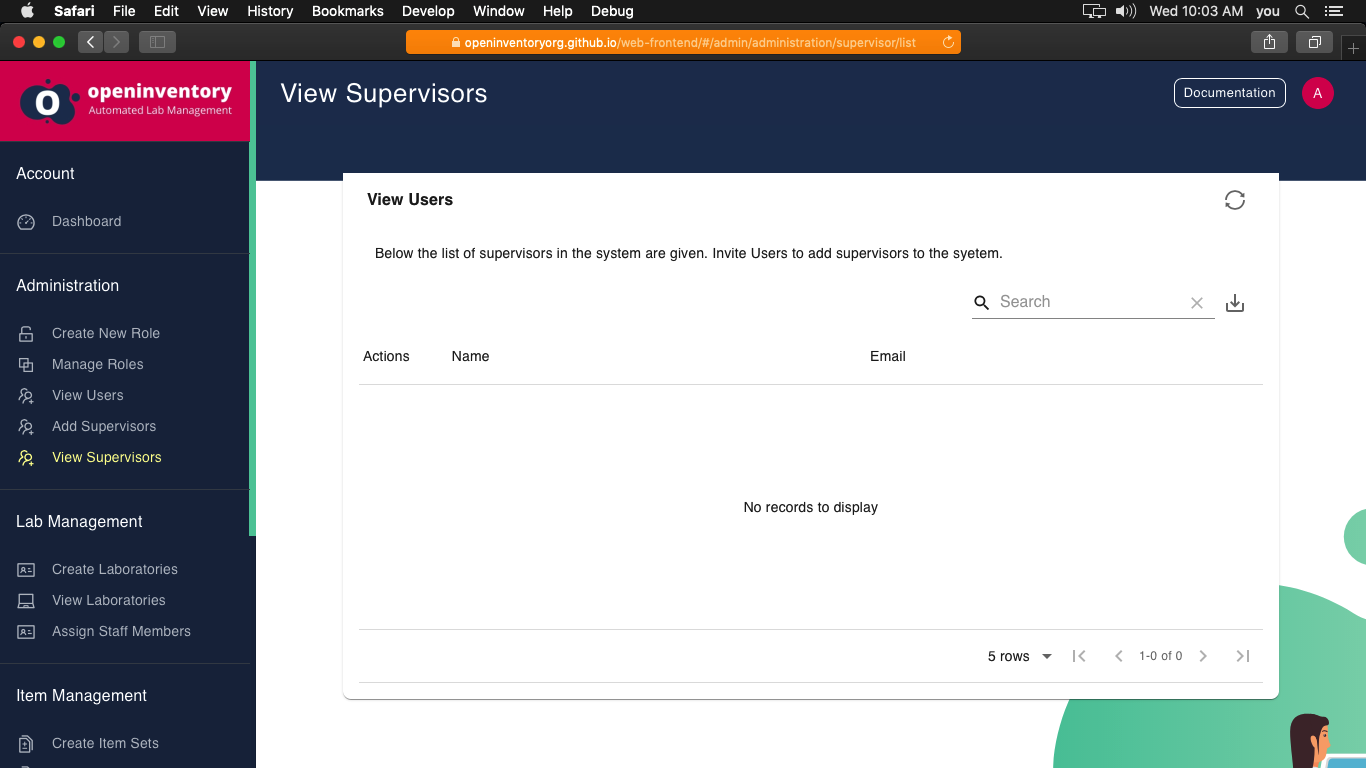 Safari File Edit View History Bookmarks Develop Window Help Debug Wed 10:03 AM you
openinventoryorg.github.io/web-frontend/#/admin/administration/supervisor/list
openinventory
Automated Lab Management
View Supervisors
Documentation
A
Account
Dashboard
Administration
Create New Role
Manage Roles
View Users
Add Supervisors
View Supervisors
Lab Management
Create Laboratories
View Laboratories
Assign Staff Members
Item Management
Create Item Sets
View Users
Below the list of supervisors in the system are given. Invite Users to add supervisors to the syetem.
Search
Actions Name Email
No records to display
5 rows 1-0 of 0